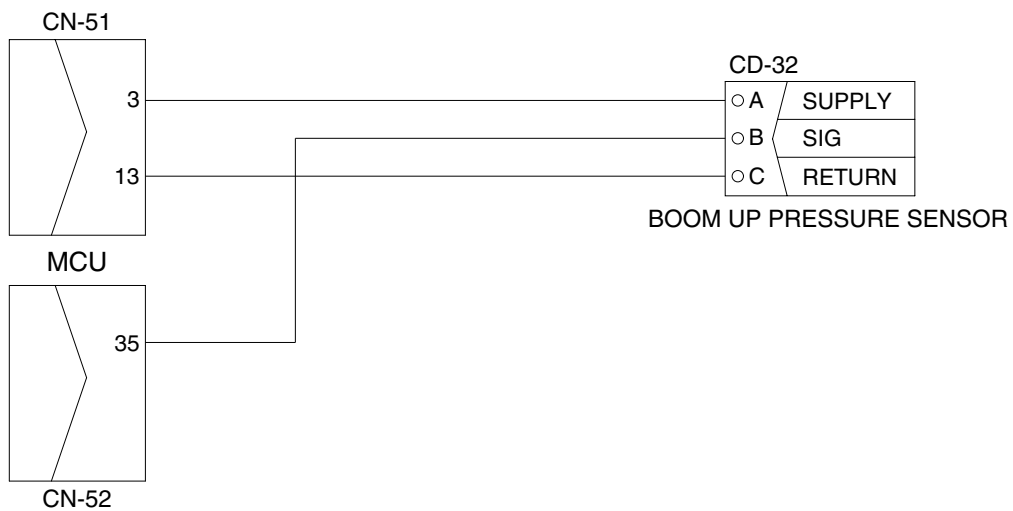 CN-51
CD-32
3
A SUPPLY
B SIG
13
C RETURN
BOOM UP PRESSURE SENSOR
MCU
35
CN-52